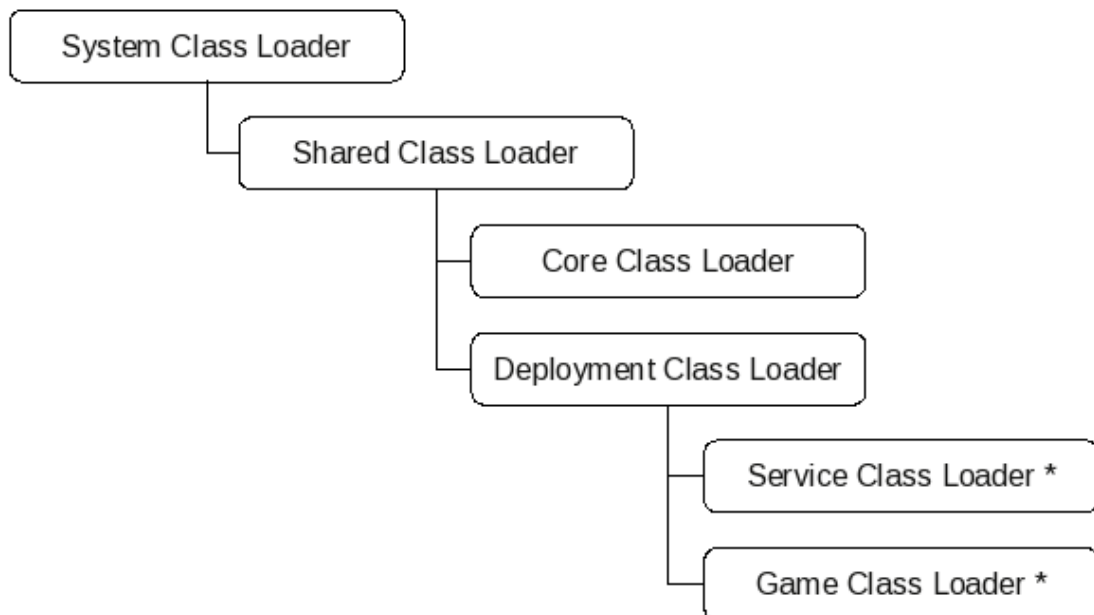 System Class Loader
Shared Class Loader
Core Class Loader
Deployment Class Loader
Service Class Loader *
Game Class Loader *